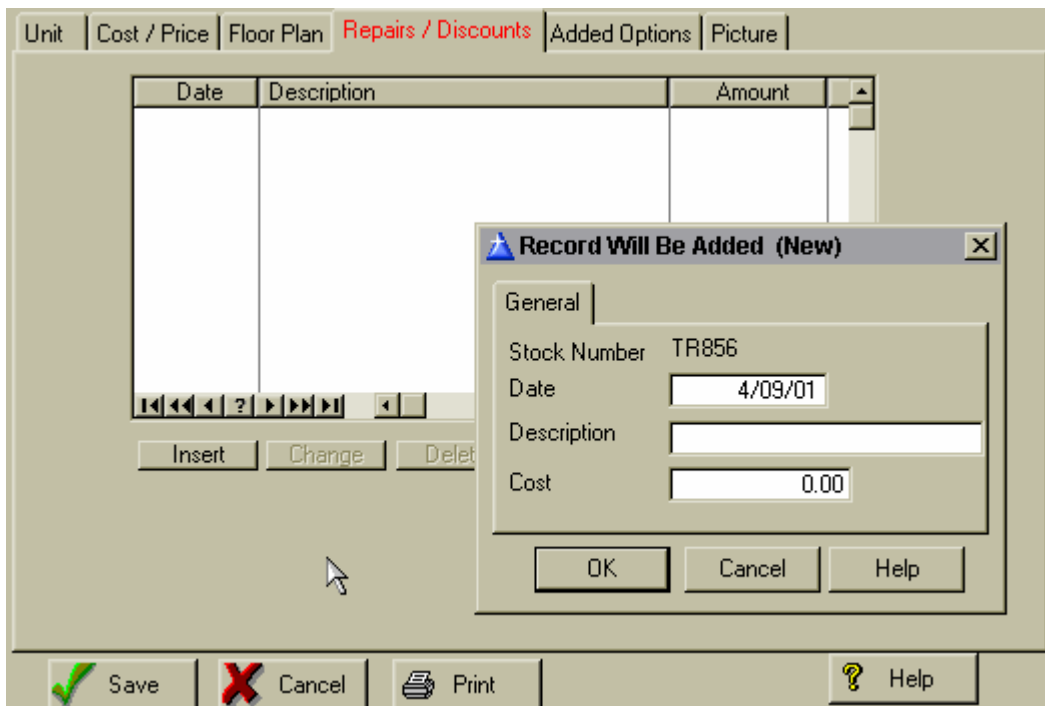 Unit Cost / Price Floor Plan Repairs / Discounts Added Options Picture
Date Description Amount
Record Will Be Added (New)
General
Stock Number TR856
Date 4/09/01
Description
Cost 0.00
OK Cancel Help
?
Insert Change Delet
Save Cancel Print ? Help